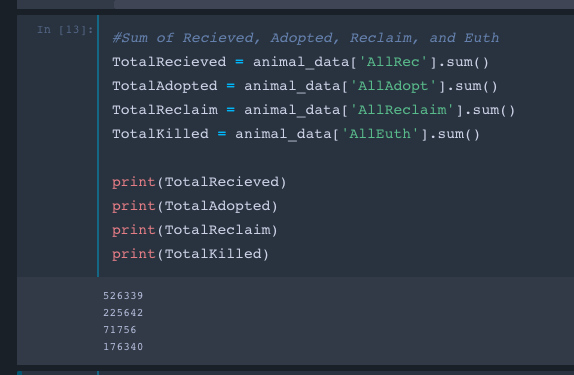 In [13]:
#Sum of Recieved, Adopted, Reclaim, and Euth
TotalRecieved = animal_data['AllRec'].sum()
TotalAdopted = animal_data['AllAdopt'].sum()
TotalReclaim = animal_data['AllReclaim'].sum()
TotalKilled = animal_data['AllEuth'].sum()
print(TotalRecieved)
print(TotalAdopted)
print(TotalReclaim)
print(TotalKilled)
526339
225642
71756
176340